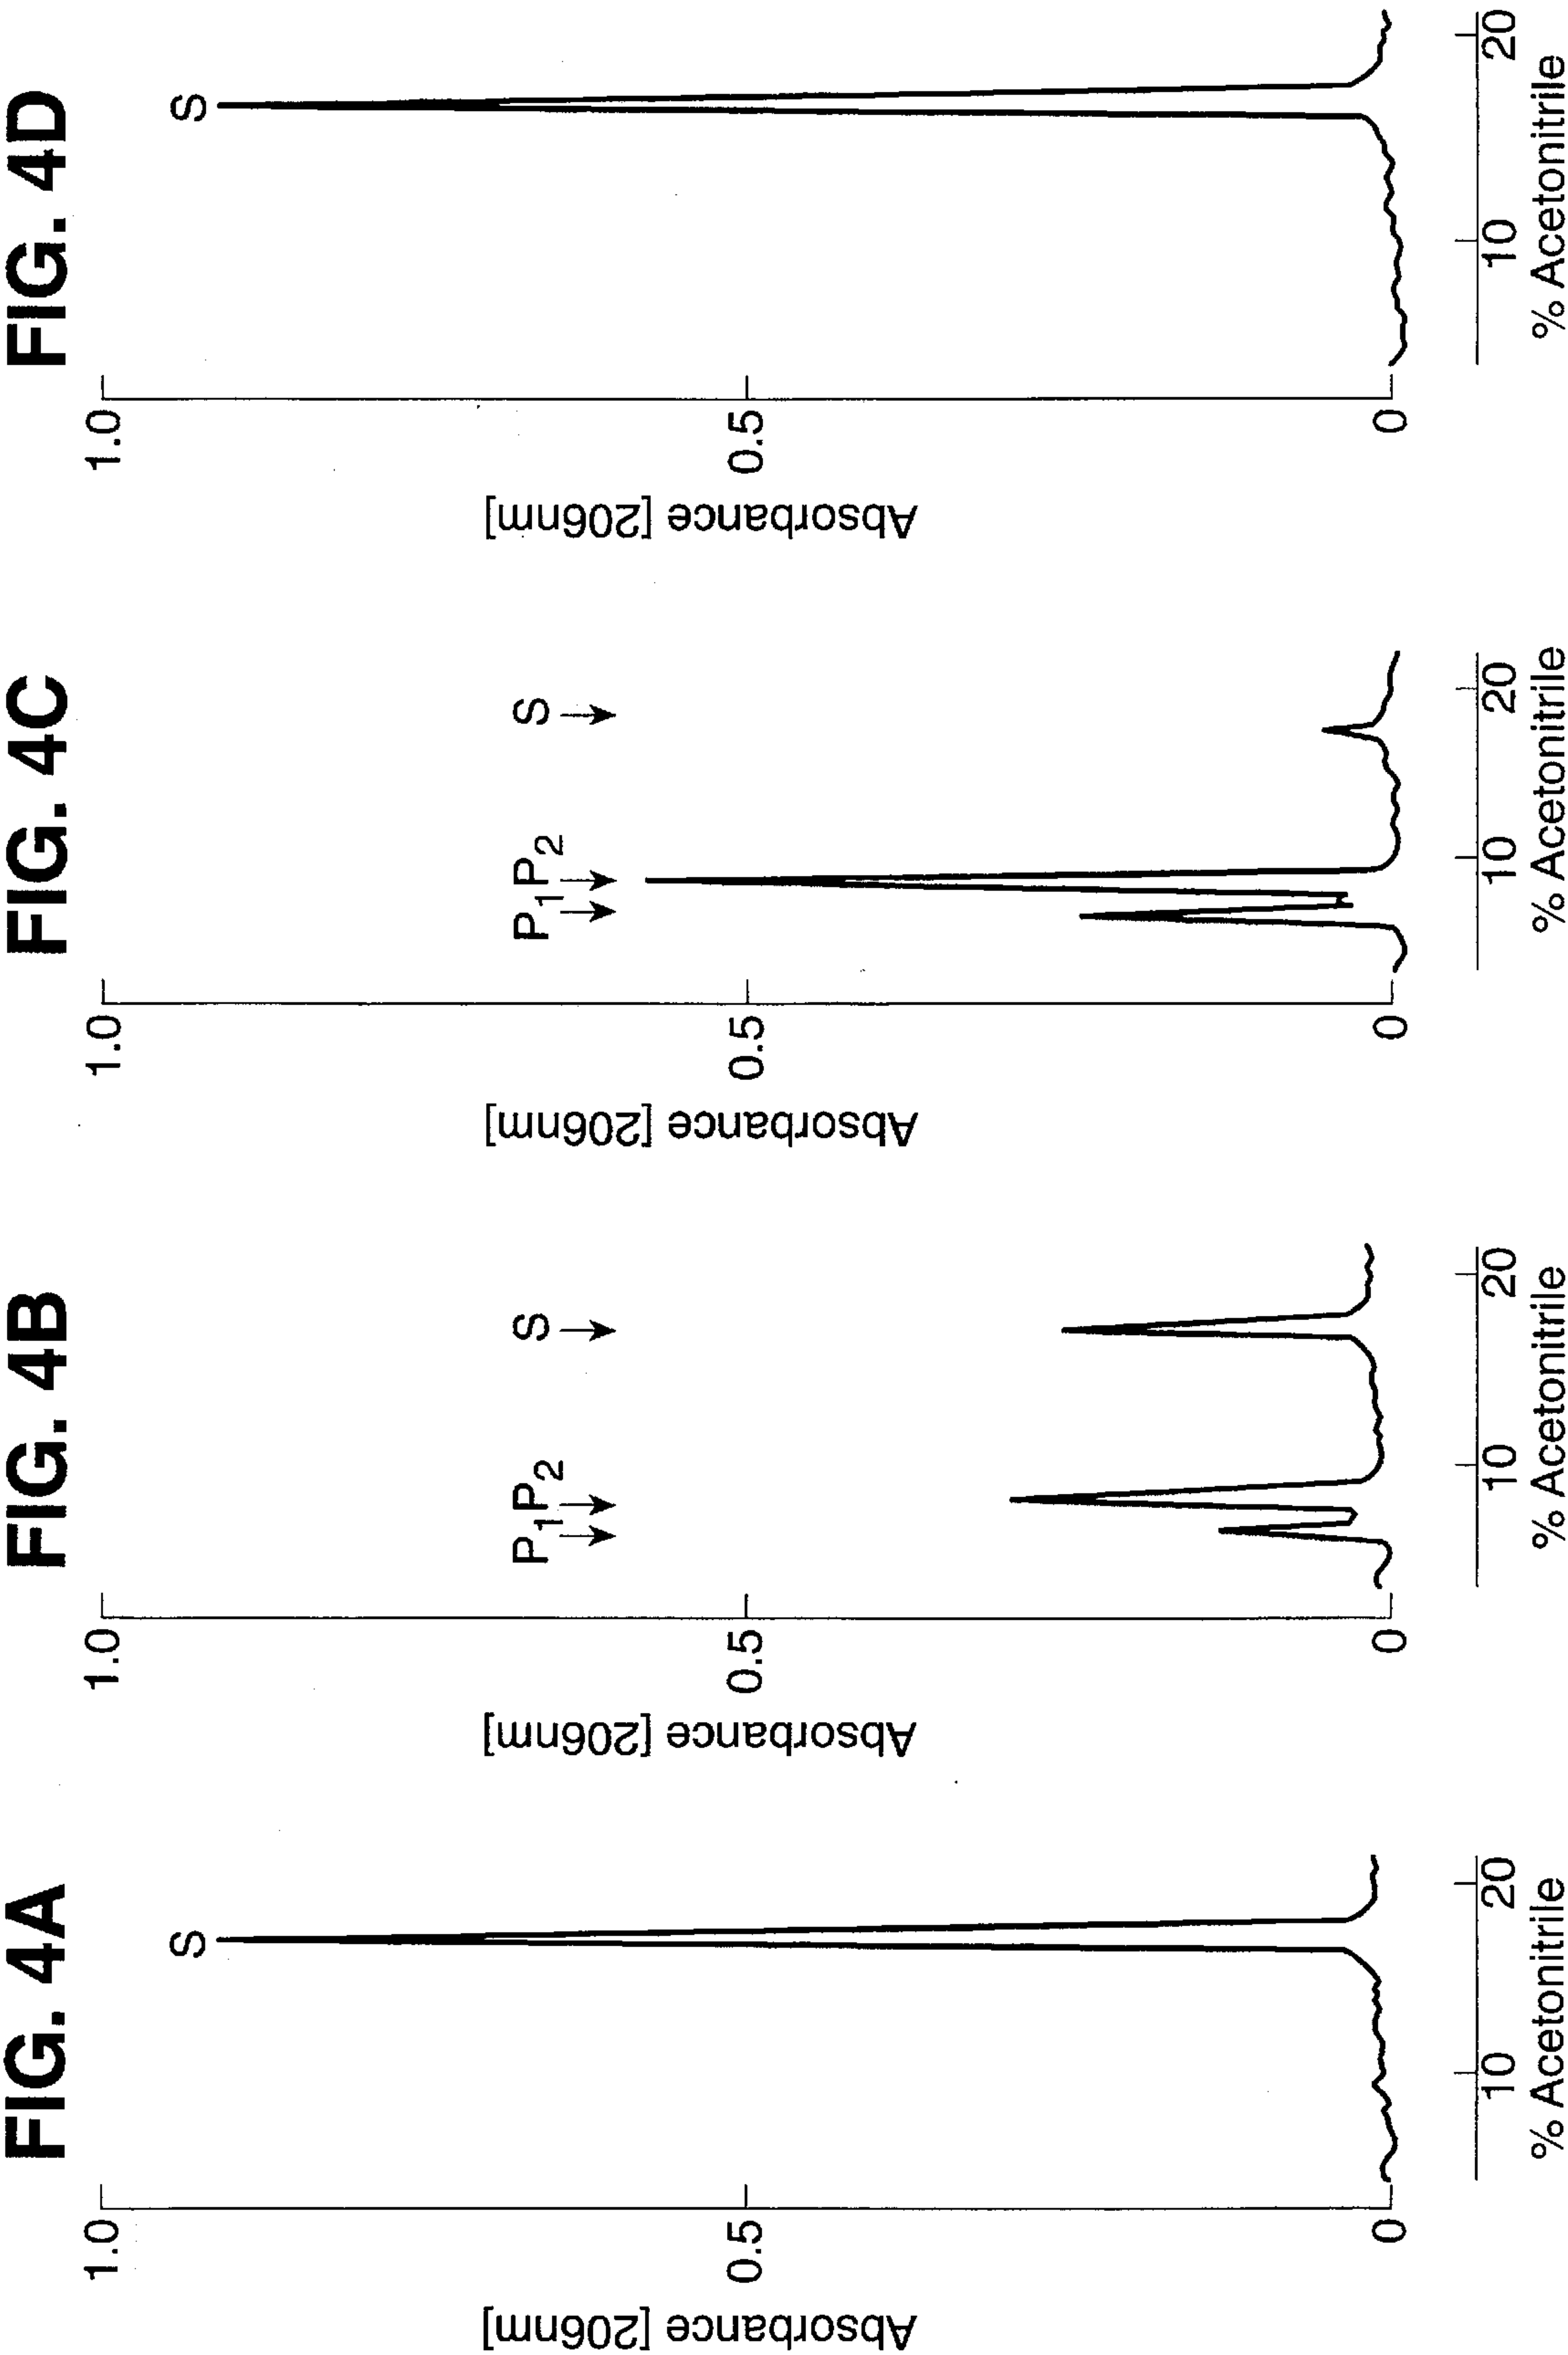 FIG. 4A
Absorbance [206nm]
1.0
0.5
0
S
10
20
% Acetonitrile
FIG. 4B
Absorbance [206nm]
1.0
0.5
0
P1 P2
S
10
20
% Acetonitrile
FIG. 4C
Absorbance [206nm]
1.0
0.5
0
P1 P2
S
10
20
% Acetonitrile
FIG. 4D
Absorbance [206nm]
1.0
0.5
0
S
10
20
% Acetonitrile